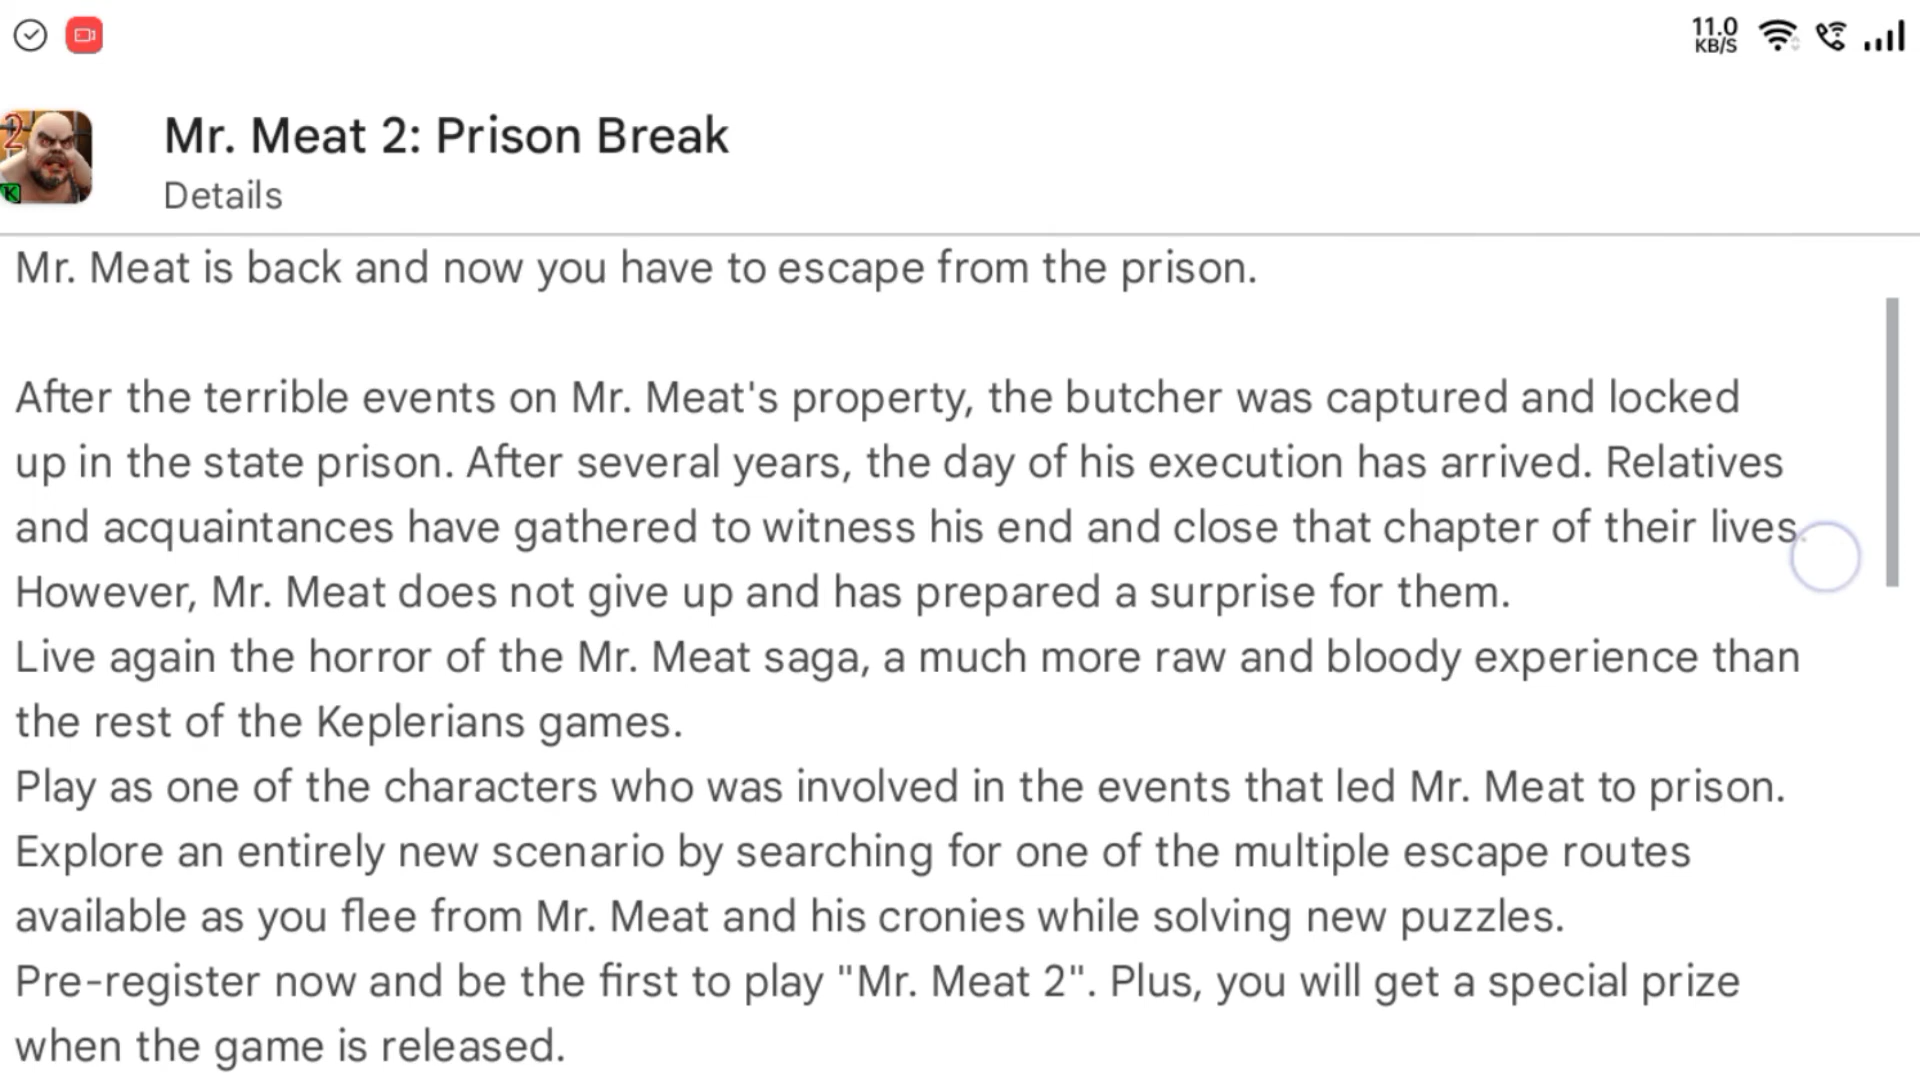 11.0
KB/S
2
K
Mr. Meat 2: Prison Break
Details
Mr. Meat is back and now you have to escape from the prison.
After the terrible events on Mr. Meat's property, the butcher was captured and locked
up in the state prison. After several years, the day of his execution has arrived. Relatives
and acquaintances have gathered to witness his end and close that chapter of their lives.
However, Mr. Meat does not give up and has prepared a surprise for them.
Live again the horror of the Mr. Meat saga, a much more raw and bloody experience than
the rest of the Keplerians games.
Play as one of the characters who was involved in the events that led Mr. Meat to prison.
Explore an entirely new scenario by searching for one of the multiple escape routes
available as you flee from Mr. Meat and his cronies while solving new puzzles.
Pre-register now and be the first to play "Mr. Meat 2". Plus, you will get a special prize
when the game is released.